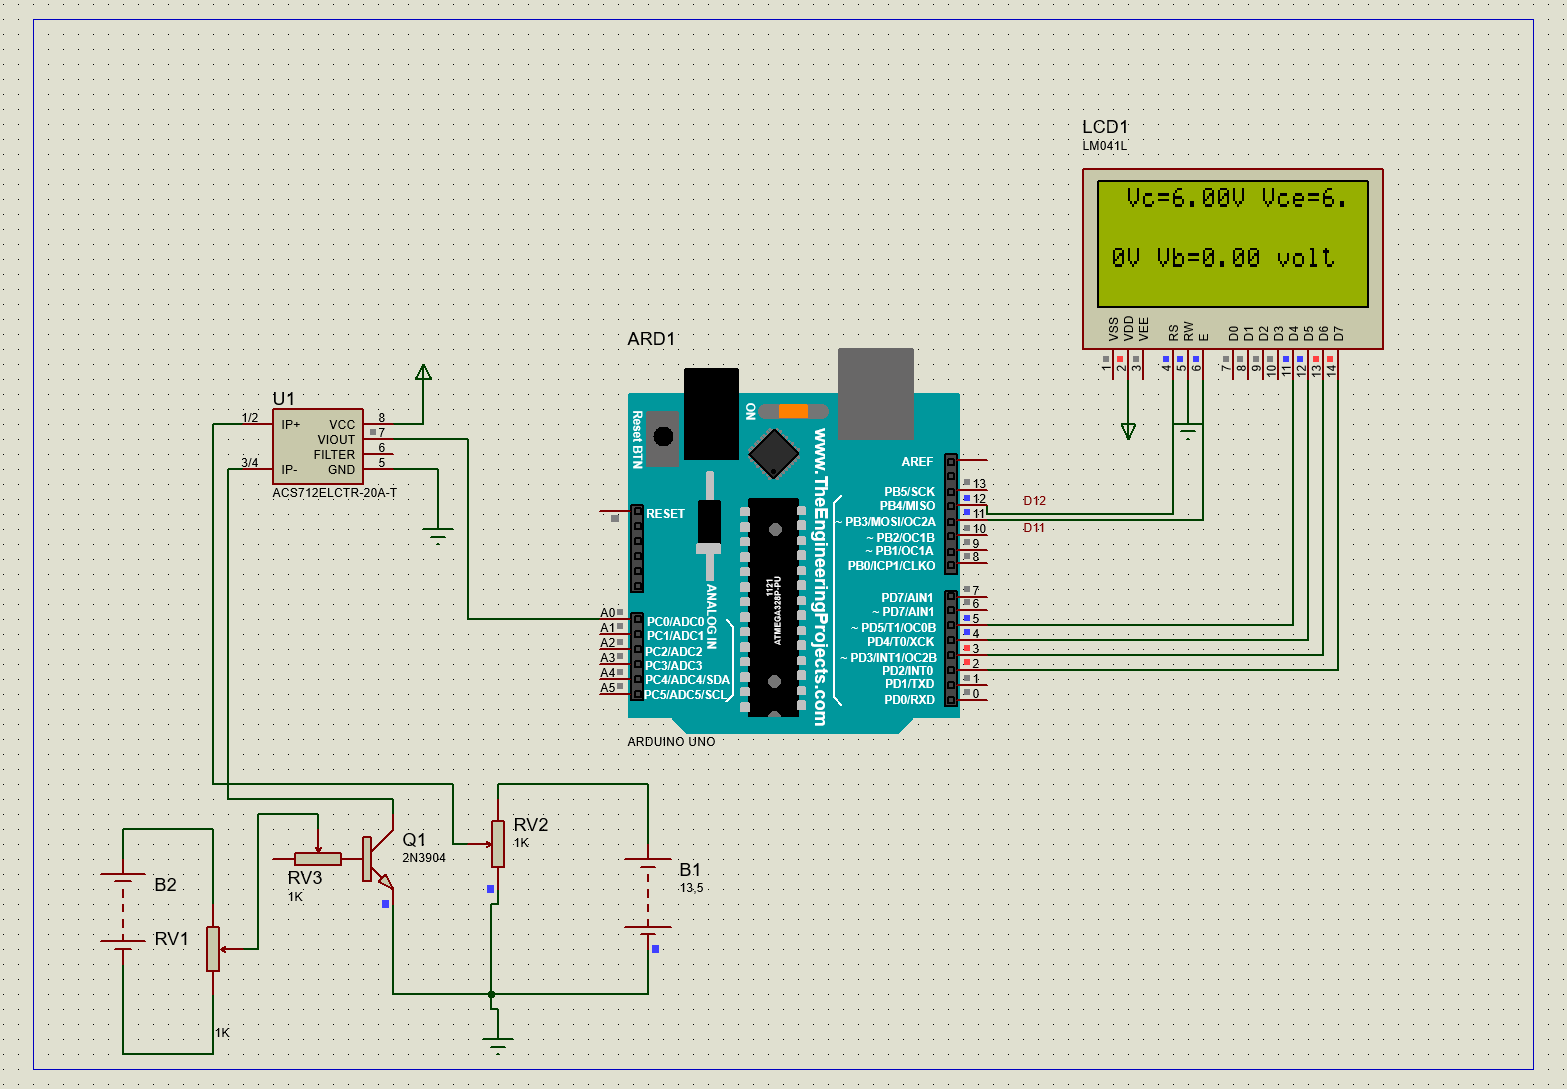 LCD1
LM041L
Vc=6.00V Vce=6.
0V Vb=0.00 volt
VSS
VDD
VEE
RS
RW
E
D0
D1
D2
D3
D4
D5
D6
D7
1
2
3
4
5
6
7
8
9
10
11
12
13
14
U1
1/2
IP+
3/4
IP-
VCC
8
VIOUT
7
FILTER
6
GND
5
ACS712ELCTR-20A-T
ARD1
Reset BTN
ON
www.TheEngineeringProjects.com
RESET
ANALOG IN
1121
ATMEGA328P-PU
A0
PC0/ADC0
A1
PC1/ADC1
A2
PC2/ADC2
A3
PC3/ADC3
A4
PC4/ADC4/SDA
A5
PC5/ADC5/SCL
AREF
PB5/SCK
13
PB4/MISO
12
~ PB3/MOSI/OC2A
11
~ PB2/OC1B
10
~ PB1/OC1A
9
PB0/ICP1/CLKO
8
PD7/AIN1
7
~ PD7/AIN1
6
~ PD5/T1/OC0B
5
PD4/T0/XCK
4
~ PD3/INT1/OC2B
3
PD2/INT0
2
PD1/TXD
1
PD0/RXD
0
D12
D11
ARDUINO UNO
B2
RV1
1K
RV3
1K
Q1
2N3904
RV2
1K
B1
13,5